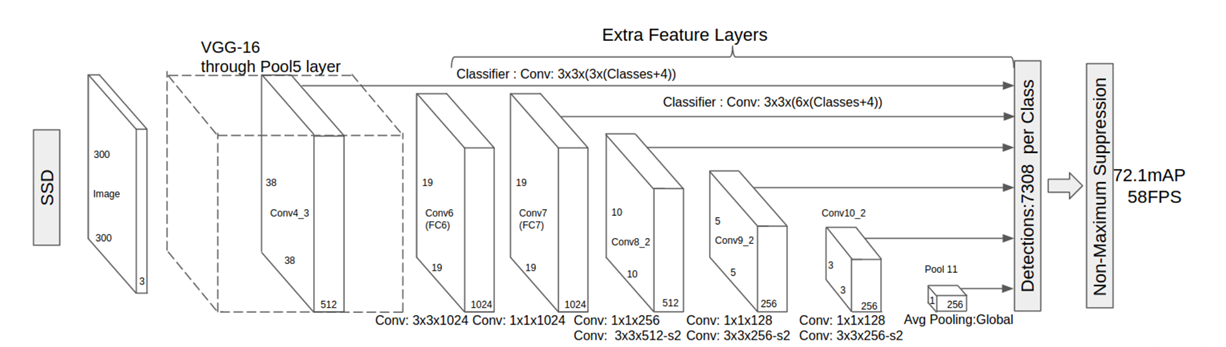 SSD
300
Image
300
3
VGG-16
through Pool5 layer
38
Conv4_3
38
512
Extra Feature Layers
Classifier : Conv: 3x3x(3x(Classes+4))
Classifier : Conv: 3x3x(6x(Classes+4))
19
Conv6
(FC6)
19
1024
19
Conv7
(FC7)
19
1024
10
Conv8_2
10
512
5
Conv9_2
5
256
Conv10_2
3
3
256
Pool 11
1
256
Avg Pooling:Global
Conv: 3x3x1024
Conv: 1x1x1024
Conv: 1x1x256
Conv: 3x3x512-s2
Conv: 1x1x128
Conv: 3x3x256-s2
Conv: 1x1x128
Conv: 3x3x256-s2
Detections:7308 per Class
Non-Maximum Suppression
72.1mAP
58FPS